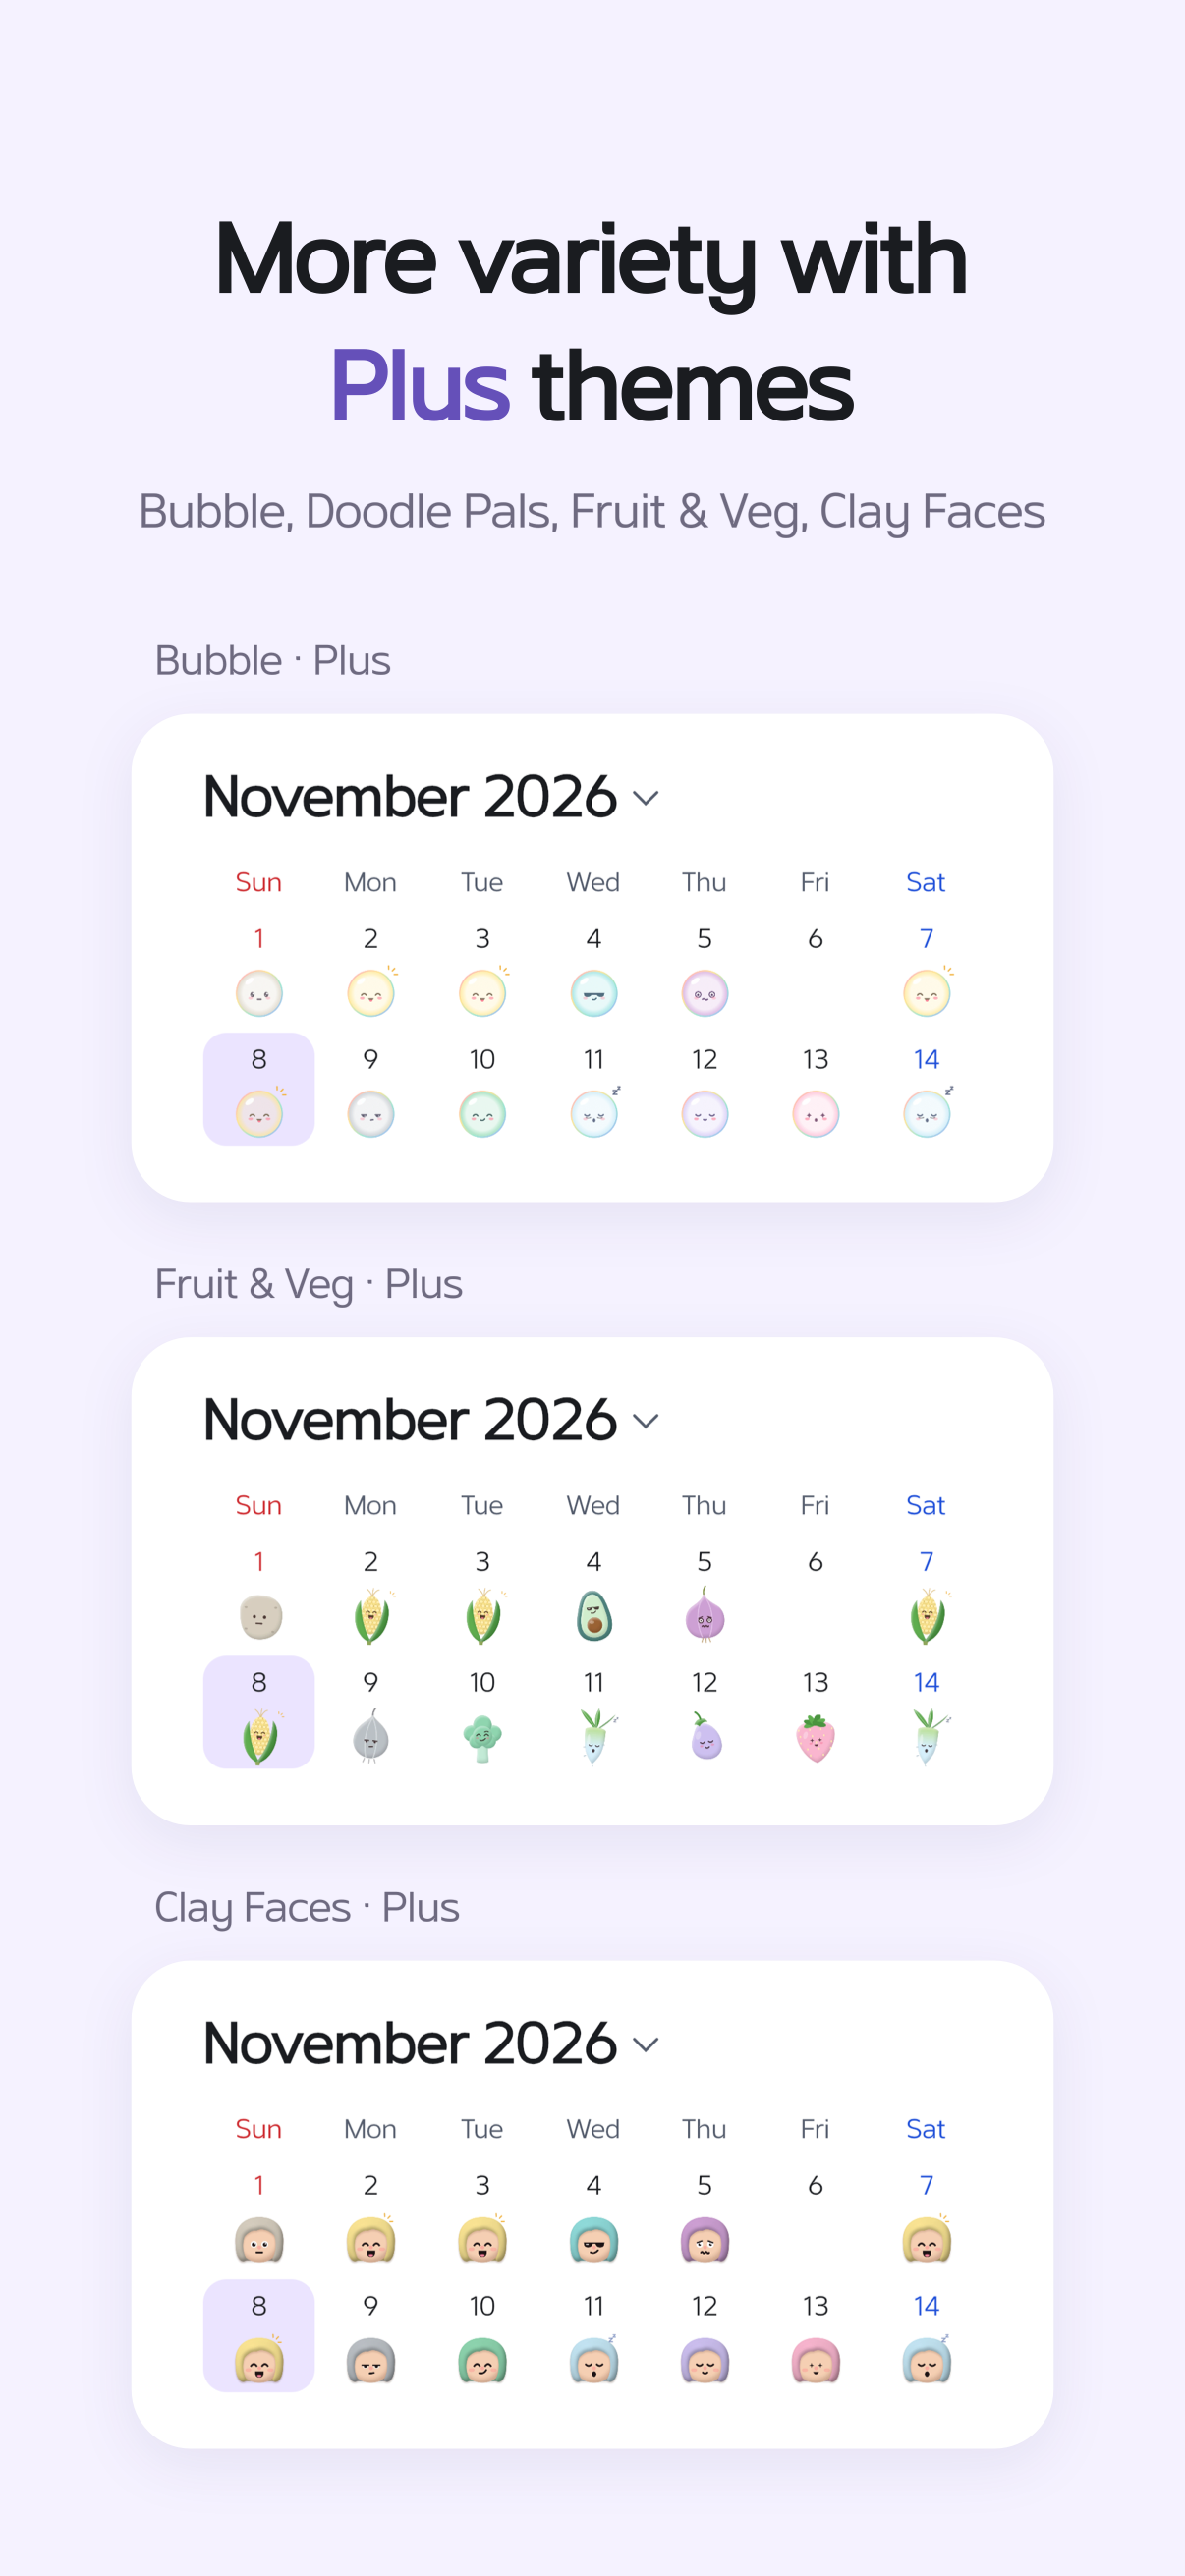 More variety with
Plus themes
Bubble, Doodle Pals, Fruit & Veg, Clay Faces
Bubble · Plus
November 2026
Sun Mon Tue Wed Thu Fri Sat
1 2 3 4 5 6 7
8 9 10 11 12 13 14
Fruit & Veg · Plus
November 2026
Sun Mon Tue Wed Thu Fri Sat
1 2 3 4 5 6 7
8 9 10 11 12 13 14
Clay Faces · Plus
November 2026
Sun Mon Tue Wed Thu Fri Sat
1 2 3 4 5 6 7
8 9 10 11 12 13 14